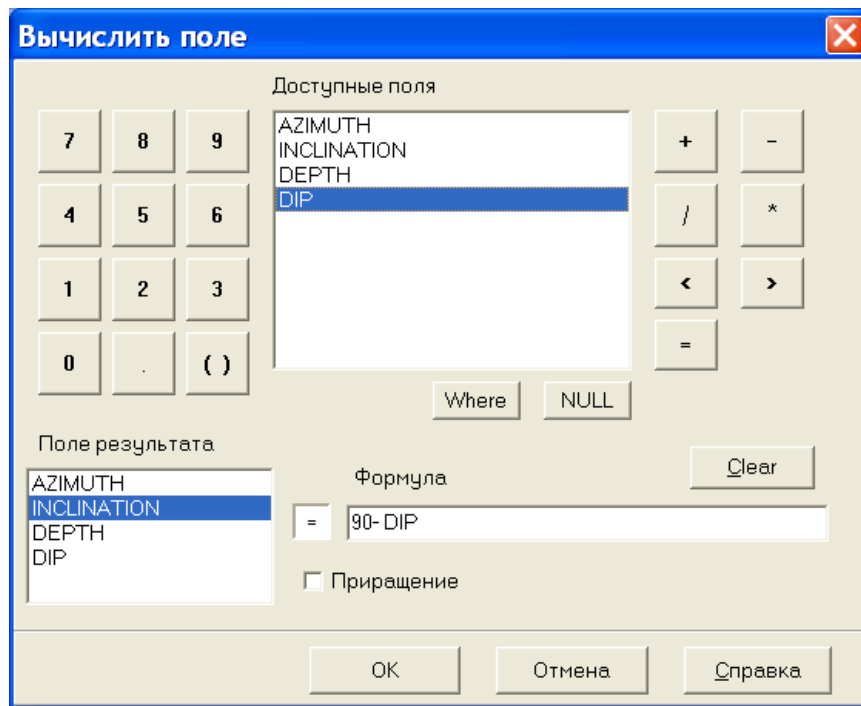 Вычислить поле
Доступные поля
7 8 9
4 5 6
1 2 3
0 . ( )
AZIMUTH
INCLINATION
DEPTH
DIP
+ -
/ *
< >
=
Where NULL
Поле результата
AZIMUTH
INCLINATION
DEPTH
DIP
Clear
Формула
= 90- DIP
Приращение
OK Отмена Справка